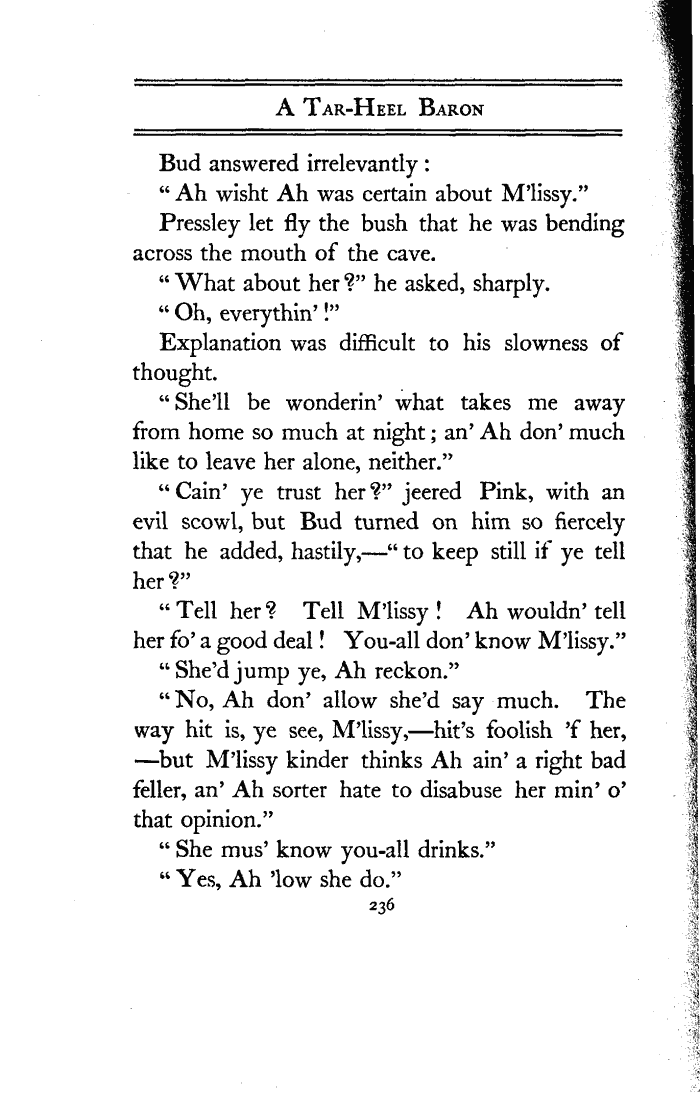 A Tar-Heel Baron
Bud answered irrelevantly :
“ Ah wisht Ah was certain about M'lissy.”
Pressley let fly the bush that he was bending
across the mouth of the cave.
“ What about her ?” he asked, sharply.
“ Oh, everythin' !”
Explanation was difficult to his slowness of
thought.
“ She'll be wonderin' what takes me away
from home so much at night ; an' Ah don' much
like to leave her alone, neither.”
“ Cain' ye trust her ?” jeered Pink, with an
evil scowl, but Bud turned on him so fiercely
that he added, hastily,—“ to keep still if ye tell
her ?”
“ Tell her ? Tell M'lissy ! Ah wouldn' tell
her fo' a good deal ! You-all don' know M'lissy.”
“ She'd jump ye, Ah reckon.”
“ No, Ah don' allow she'd say much. The
way hit is, ye see, M'lissy,—hit's foolish 'f her,
—but M'lissy kinder thinks Ah ain' a right bad
feller, an' Ah sorter hate to disabuse her min' o'
that opinion.”
“ She mus' know you-all drinks.”
“ Yes, Ah 'low she do.”
236